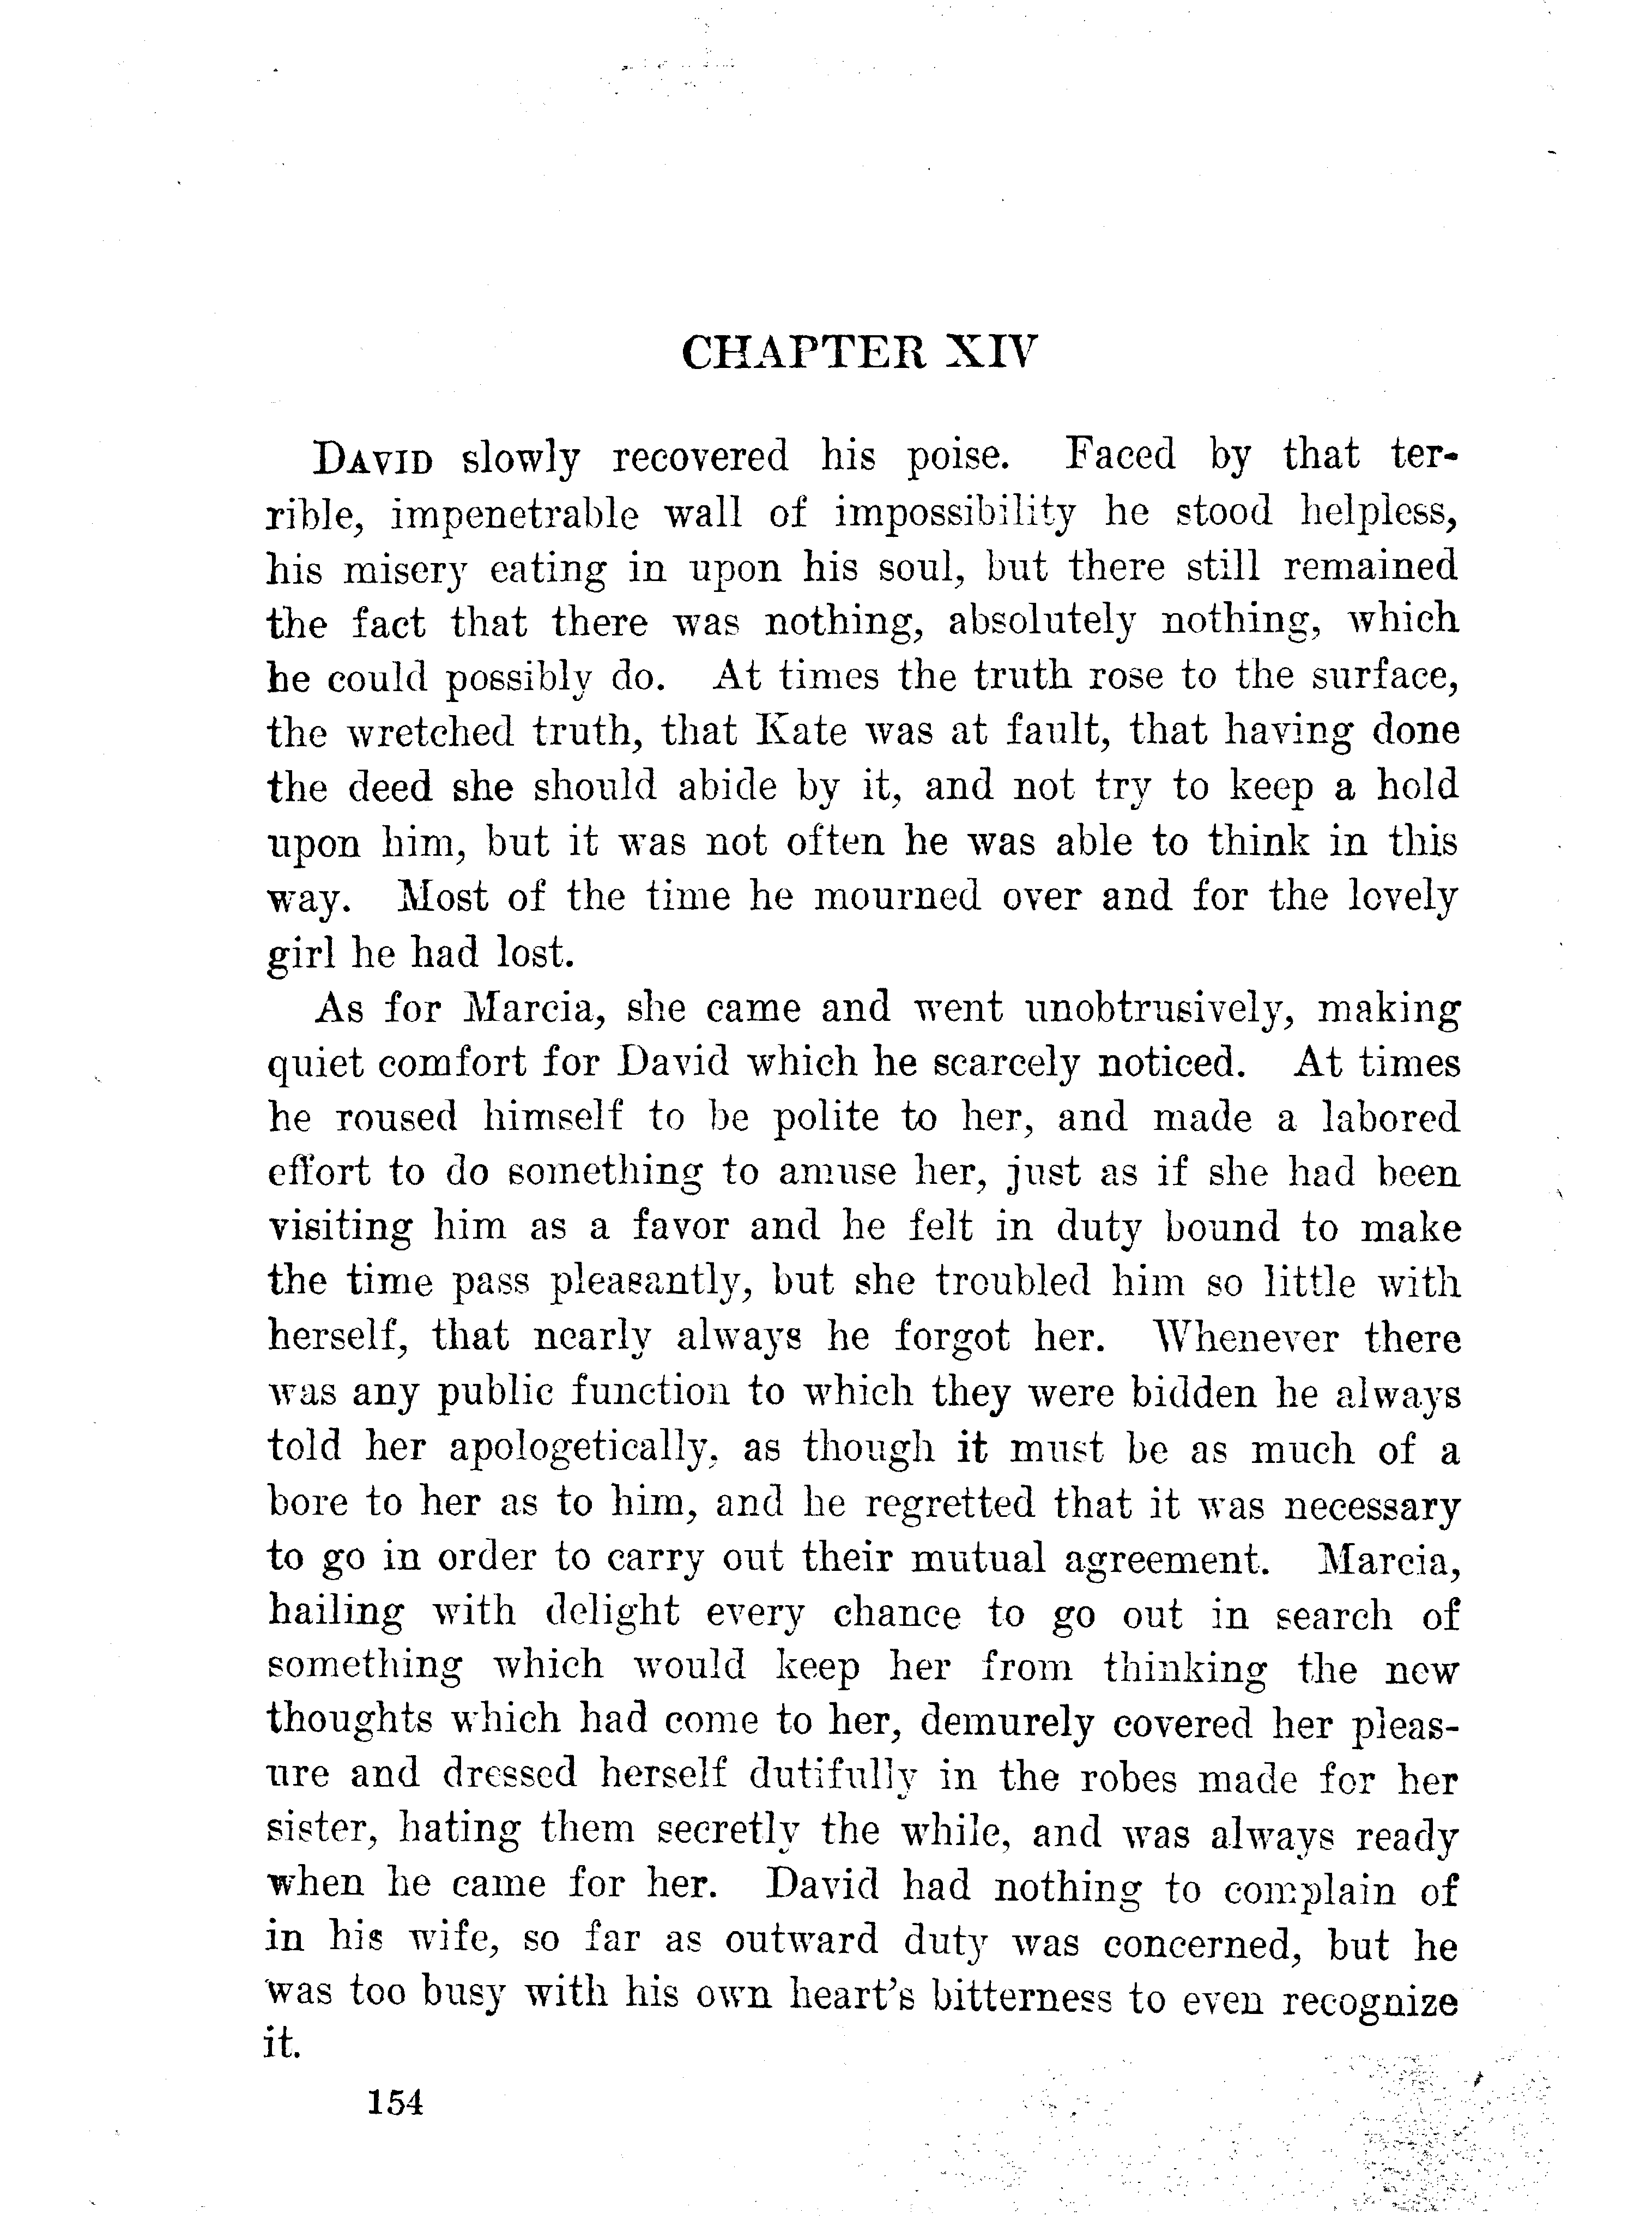 CHAPTER XIV
DAVID slowly recovered his poise. Faced by that ter-
rible, impenetrable wall of impossibility he stood helpless,
his misery eating in upon his soul, but there still remained
the fact that there was nothing, absolutely nothing, which
he could possibly do. At times the truth rose to the surface,
the wretched truth, that Kate was at fault, that having done
the deed she should abide by it, and not try to keep a hold
upon him, but it was not often he was able to think in this
way. Most of the time he mourned over and for the lovely
girl he had lost.
As for Marcia, she came and went unobtrusively, making
quiet comfort for David which he scarcely noticed. At times
he roused himself to be polite to her, and made a labored
effort to do something to amuse her, just as if she had been
visiting him as a favor and he felt in duty bound to make
the time pass pleasantly, but she troubled him so little with
herself, that nearly always he forgot her. Whenever there
was any public function to which they were bidden he always
told her apologetically, as though it must be as much of a
bore to her as to him, and he regretted that it was necessary
to go in order to carry out their mutual agreement. Marcia,
hailing with delight every chance to go out in search of
something which would keep her from thinking the new
thoughts which had come to her, demurely covered her pleas-
ure and dressed herself dutifully in the robes made for her
sister, hating them secretly the while, and was always ready
when he came for her. David had nothing to complain of
in his wife, so far as outward duty was concerned, but he
was too busy with his own heart's bitterness to even recognize
it.
154